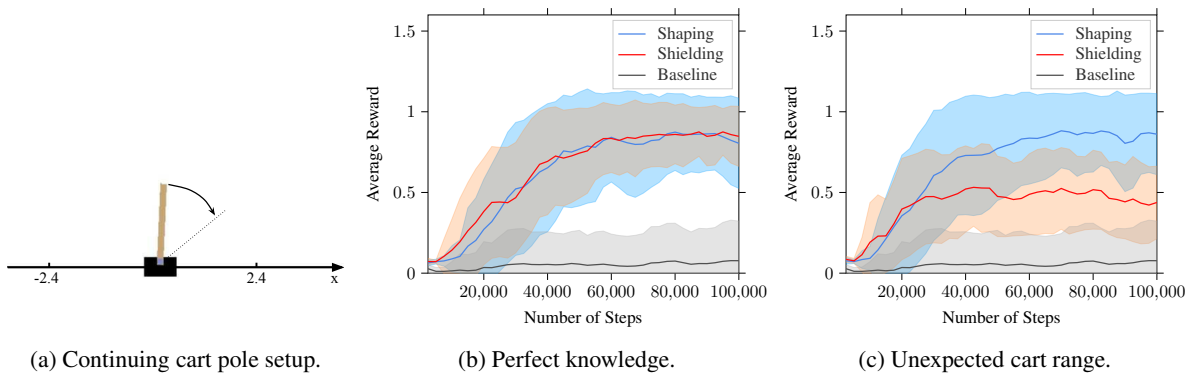 -2.4
2.4
x
(a) Continuing cart pole setup.
1.5
1
0.5
0
Average Reward
Shaping
Shielding
Baseline
20,000 40,000 60,000 80,000 100,000
Number of Steps
(b) Perfect knowledge.
1.5
1
0.5
0
Average Reward
Shaping
Shielding
Baseline
20,000 40,000 60,000 80,000 100,000
Number of Steps
(c) Unexpected cart range.